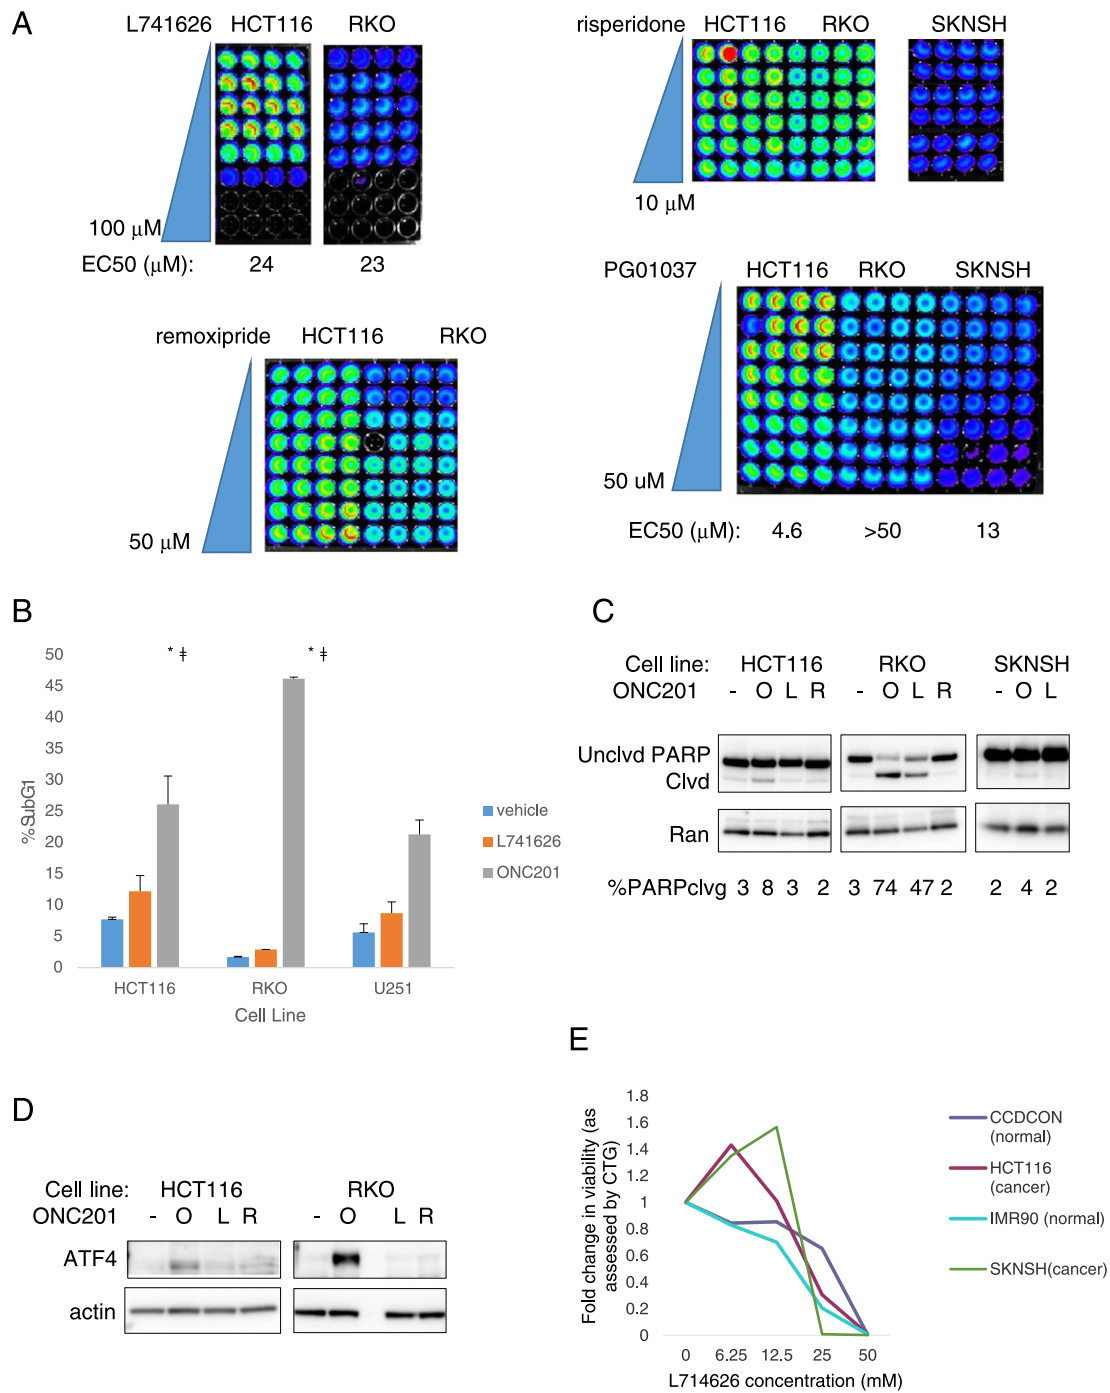 A
L741626 HCT116 RKO
100 μM
EC50 (μM): 24 23
risperidone HCT116 RKO SKNSH
10 μM
remoxipride HCT116 RKO
50 μM
PG01037 HCT116 RKO SKNSH
50 uM
EC50 (μM): 4.6 >50 13
B
%SubG1
50
45
40
35
30
25
20
15
10
5
0
* ǂ
* ǂ
HCT116 RKO U251
Cell Line
vehicle
L741626
ONC201
C
Cell line: HCT116 RKO SKNSH
ONC201 - O L R - O L R - O L
Unclvd PARP
Clvd
Ran
%PARPclvg 3 8 3 2 3 74 47 2 2 4 2
D
Cell line: HCT116 RKO
ONC201 - O L R - O L R
ATF4
actin
E
Fold change in viability (as
assessed by CTG)
1.8
1.6
1.4
1.2
1
0.8
0.6
0.4
0.2
0
0 6.25 12.5 25 50
L714626 concentration (mM)
CCDCON
(normal)
HCT116
(cancer)
IMR90 (normal)
SKNSH(cancer)